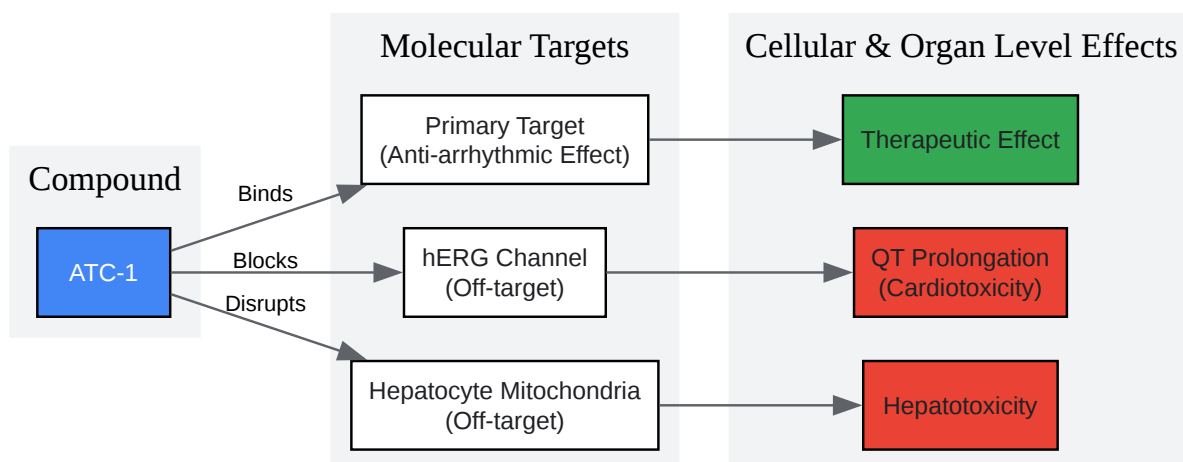 Molecular Targets
Cellular & Organ Level Effects
Compound
Primary Target
(Anti-arrhythmic Effect)
Therapeutic Effect
Binds
ATC-1
Blocks
hERG Channel
(Off-target)
QT Prolongation
(Cardiotoxicity)
Disrupts
Hepatocyte Mitochondria
(Off-target)
Hepatotoxicity